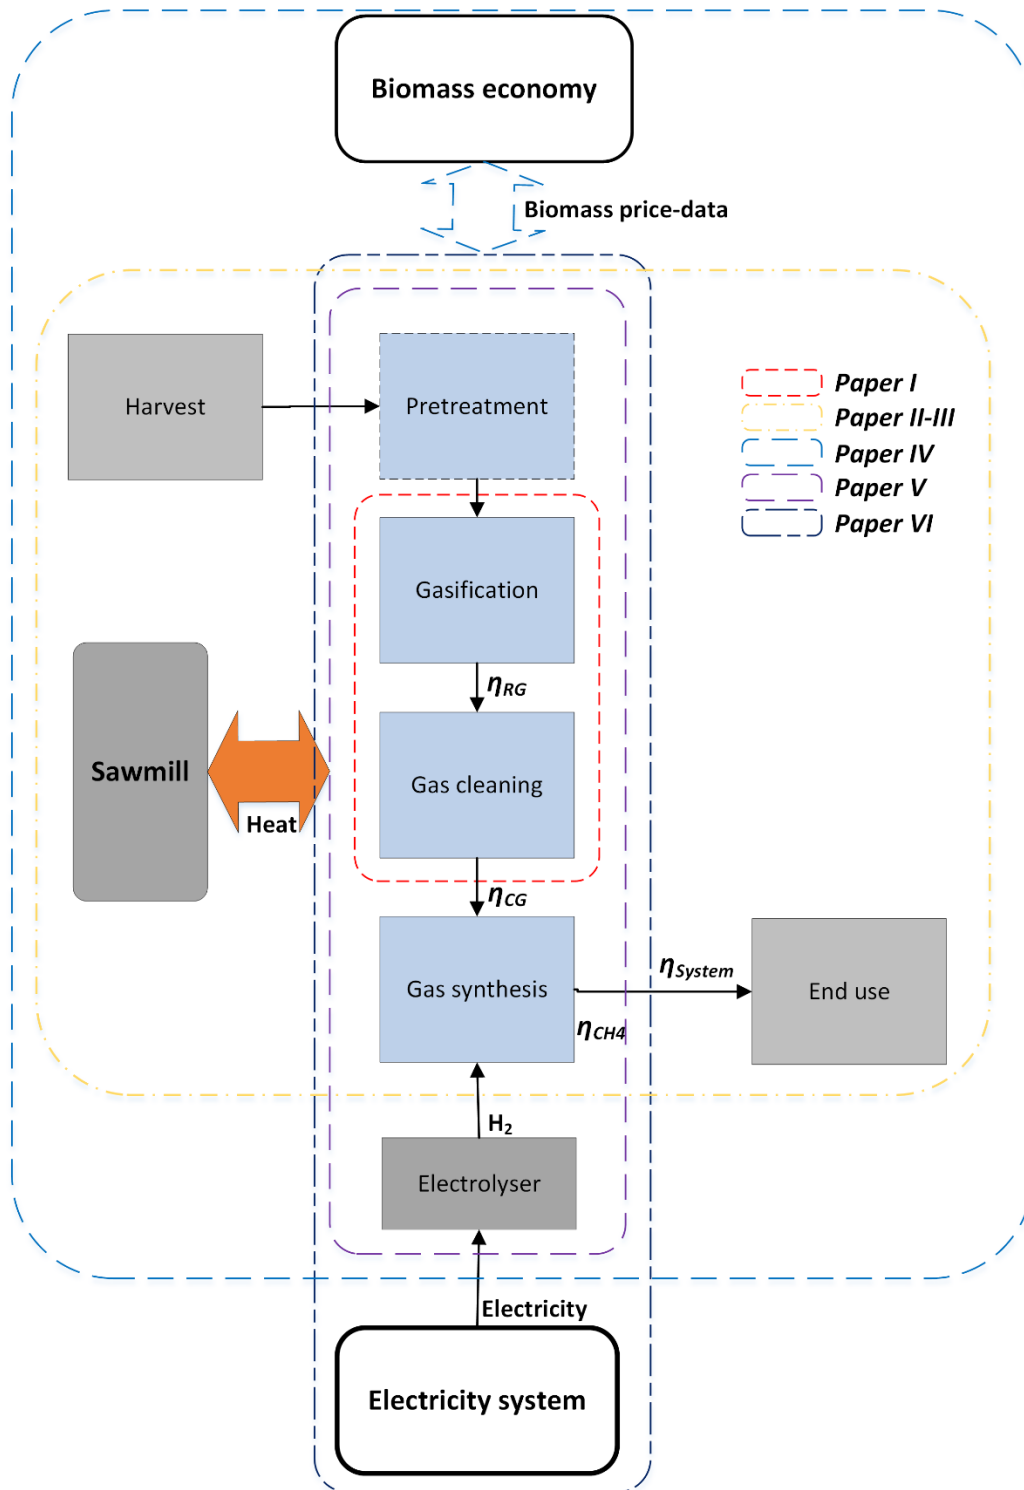 Biomass economy
Biomass price-data
Harvest
Pretreatment
Paper I
Paper II-III
Paper IV
Paper V
Paper VI
Gasification
ηRG
Sawmill
Heat
Gas cleaning
ηCG
Gas synthesis
ηSystem
ηCH4
End use
H2
Electrolyser
Electricity
Electricity system